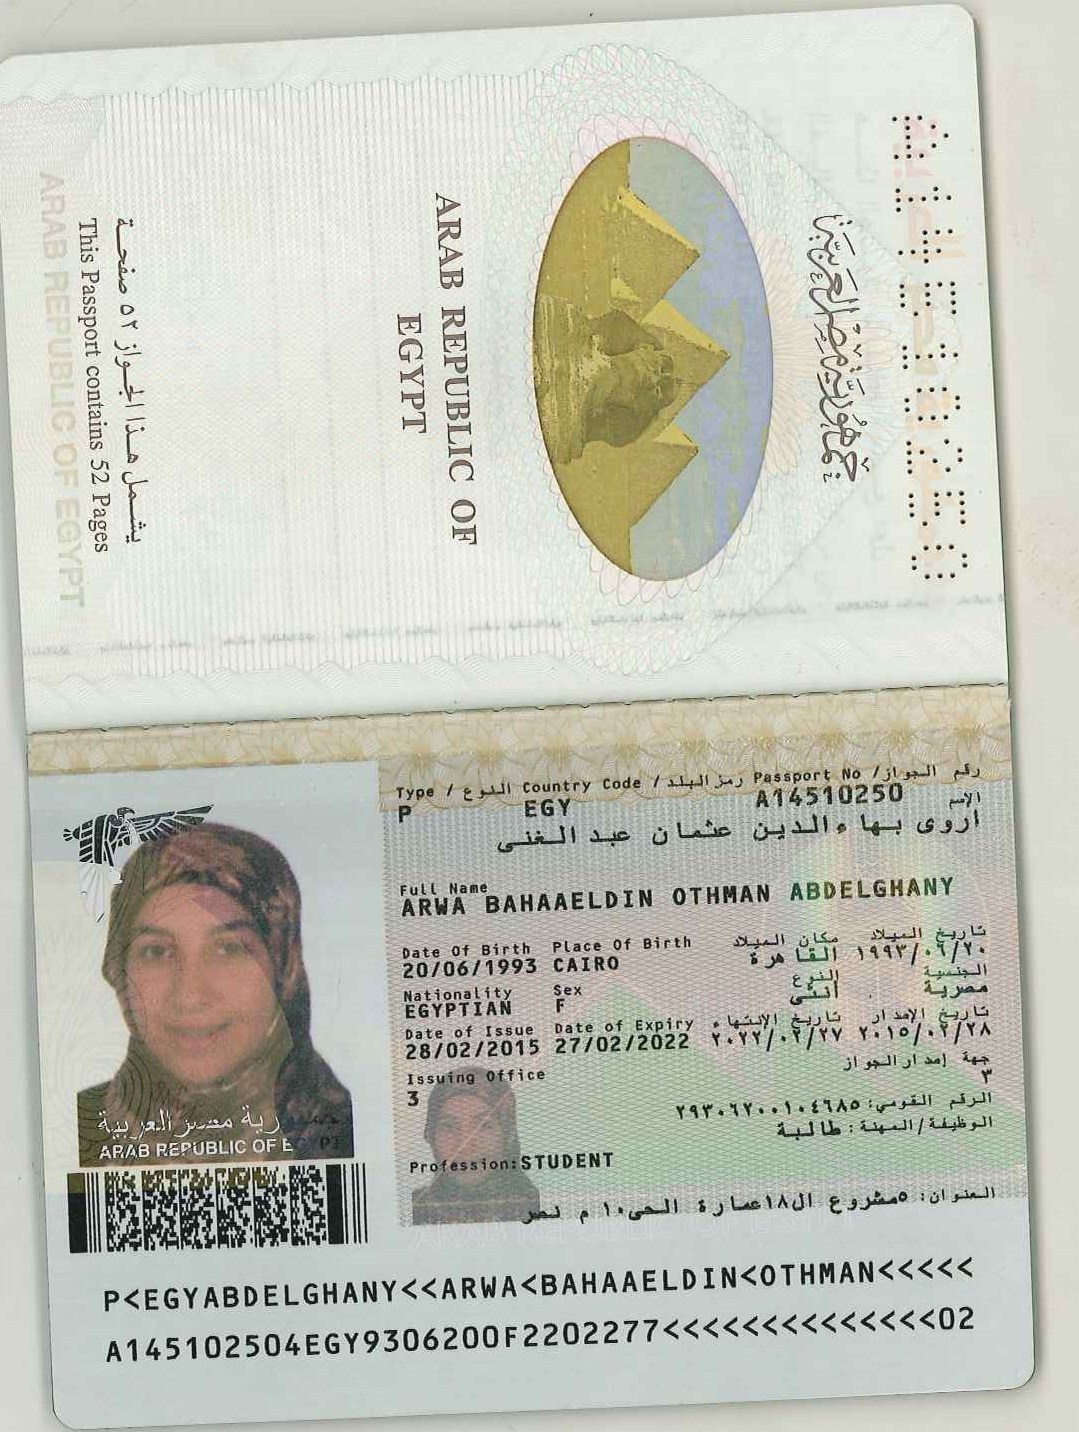 A14510250
جمهورية مصر العربية
ARAB REPUBLIC OF
EGYPT
يشمل هذا الجواز ٥٢ صفحة
This Passport contains 52 Pages
ARAB REPUBLIC OF EGYPT
Type / النوع Country Code / رمز البلد Passport No / رقم الجواز
P EGY A14510250 الإسم
أروى بهاء الدين عثمان عبد الغنى
Full Name
ARWA BAHAAELDIN OTHMAN ABDELGHANY
Date Of Birth Place Of Birth مكان الميلاد تاريخ الميلاد
20/06/1993 CAIRO القاهرة ١٩٩٣/٠٦/٢٠
Nationality Sex النوع الجنسية
EGYPTIAN F أنثى مصرية
Date of Issue Date of Expiry تاريخ الإنتهاء تاريخ الإصدار
28/02/2015 27/02/2022 ٢٠٢٢/٠٢/٢٧ ٢٠١٥/٠٢/٢٨
Issuing Office جهة إصدار الجواز
3 ٣
الرقم القومي: ٢٩٣٠٦٢٠٠١٠٤٦٨٥
الوظيفة/المهنة: طالبة
Profession: STUDENT
العنوان: ٥مشروع ال١٨عمارة الحى١٠ م نصر
جمهورية مصر العربية
ARAB REPUBLIC OF EGYPT
P<EGYABDELGHANY<<ARWA<BAHAAELDIN<OTHMAN<<<<<
A145102504EGY9306200F2202277<<<<<<<<<<<<<<02